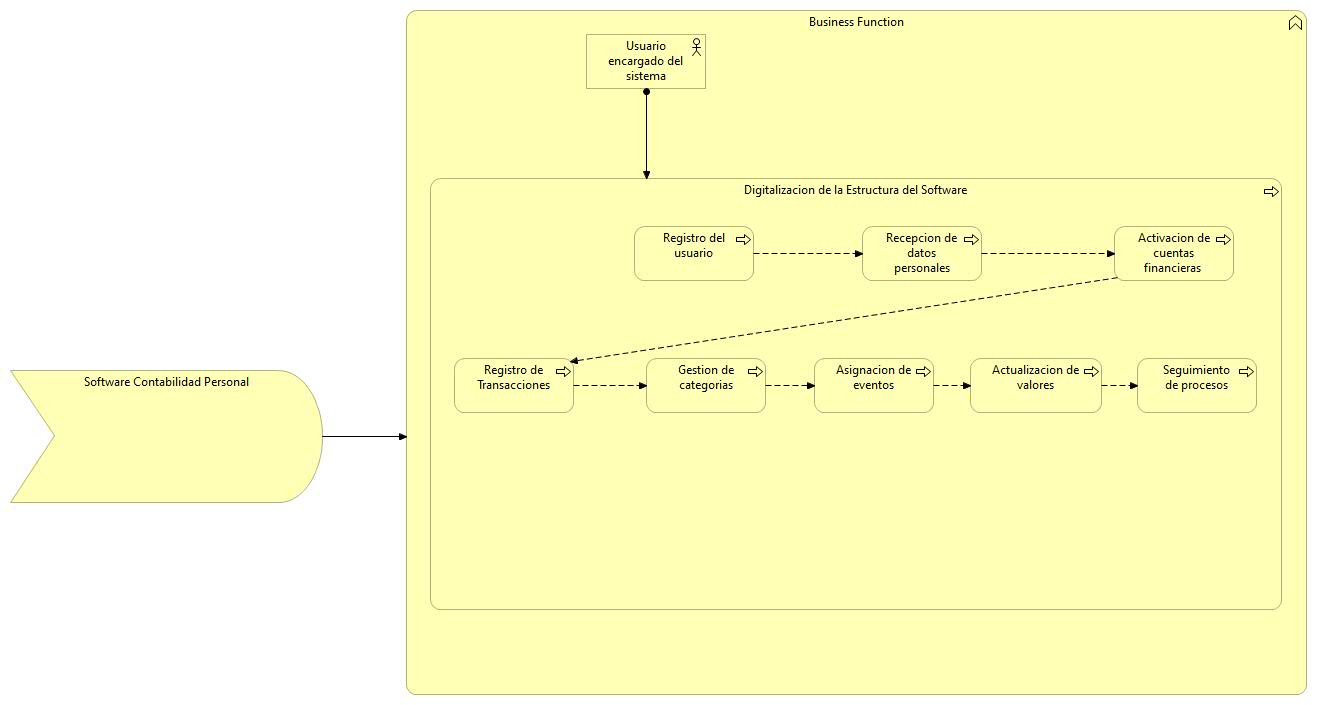 Business Function
Usuario
encargado del
sistema
Digitalizacion de la Estructura del Software
Registro del
usuario
Recepcion de
datos
personales
Activacion de
cuentas
financieras
Registro de
Transacciones
Gestion de
categorias
Asignacion de
eventos
Actualizacion de
valores
Seguimiento
de procesos
Software Contabilidad Personal